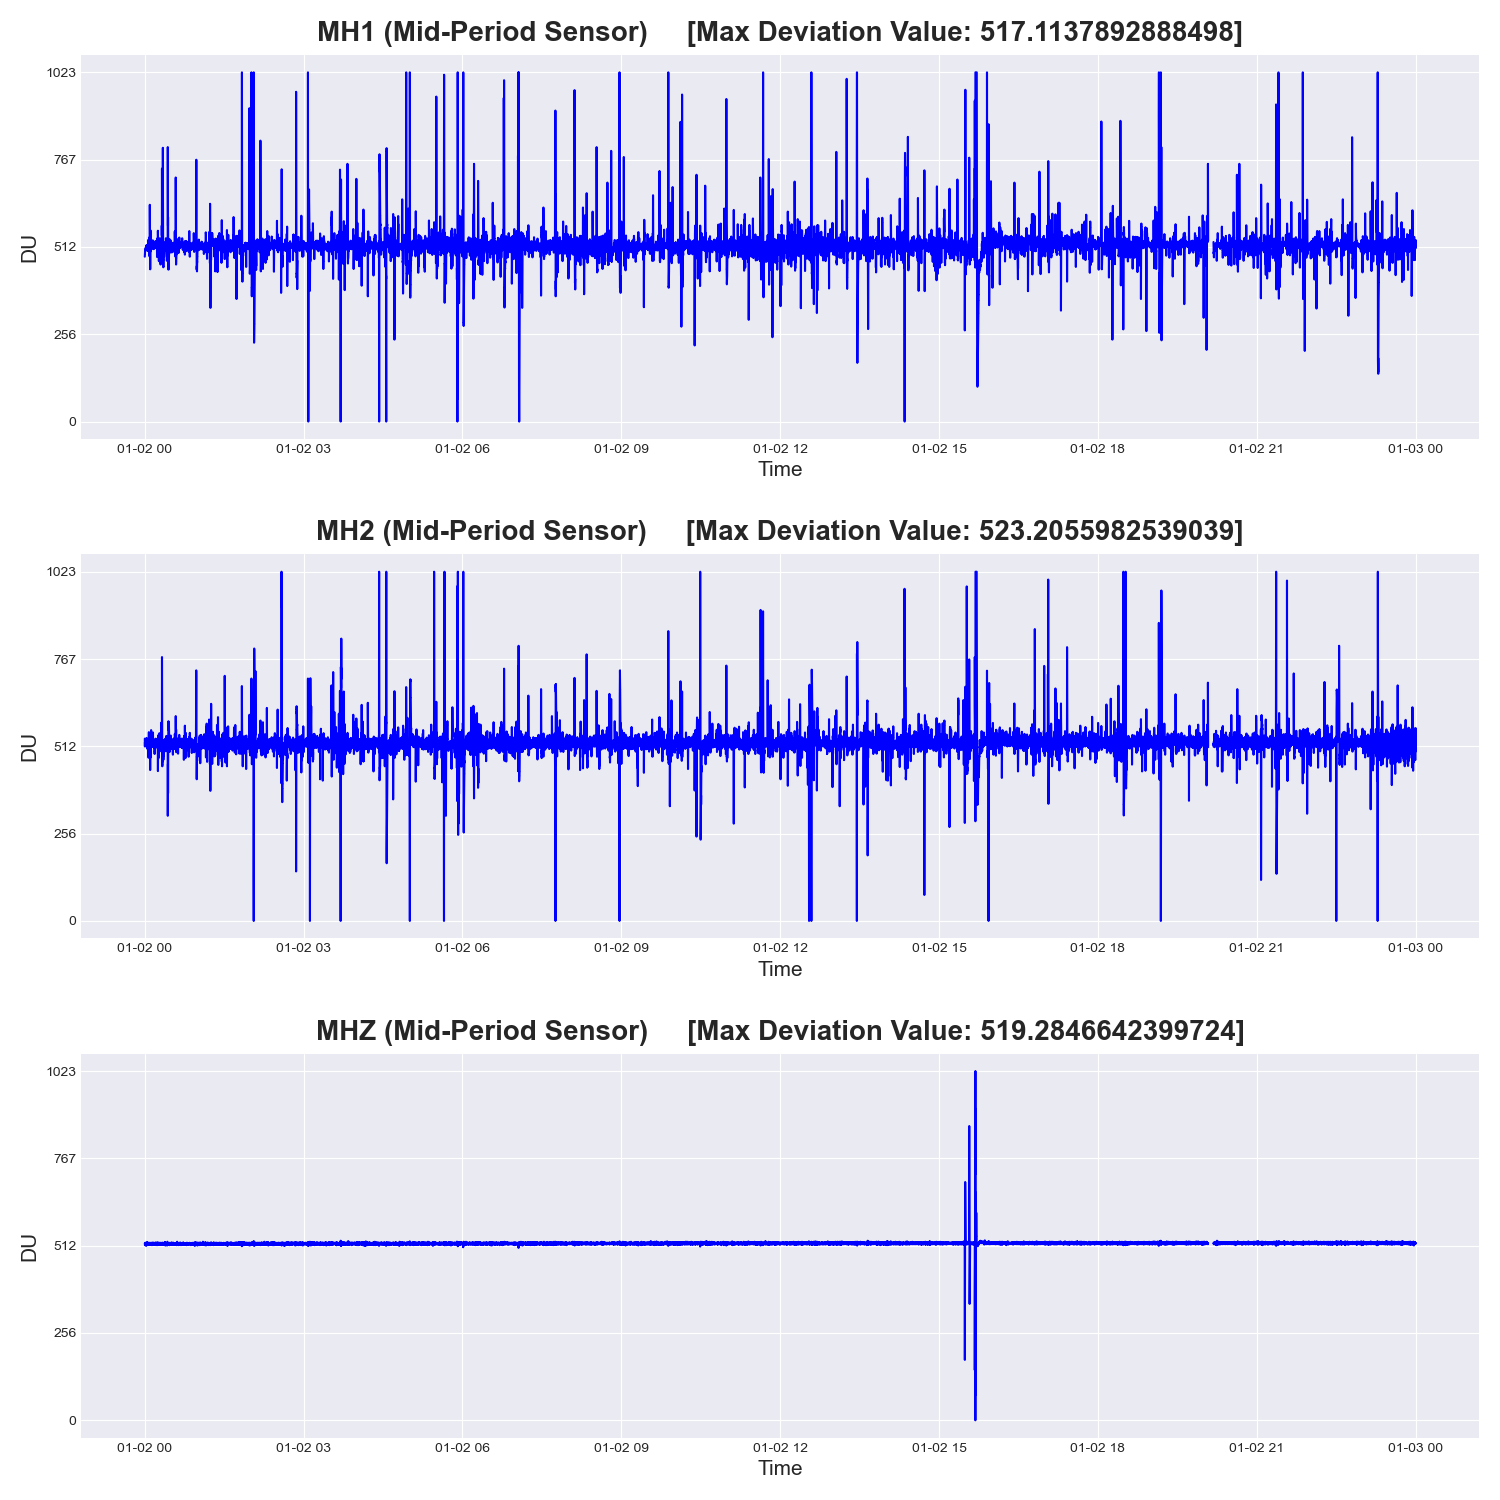 MH1 (Mid-Period Sensor)     [Max Deviation Value: 517.1137892888498]
1023
767
512
256
0
DU
01-02 00 01-02 03 01-02 06 01-02 09 01-02 12 01-02 15 01-02 18 01-02 21 01-03 00
Time
MH2 (Mid-Period Sensor)     [Max Deviation Value: 523.2055982539039]
1023
767
512
256
0
DU
01-02 00 01-02 03 01-02 06 01-02 09 01-02 12 01-02 15 01-02 18 01-02 21 01-03 00
Time
MHZ (Mid-Period Sensor)     [Max Deviation Value: 519.2846642399724]
1023
767
512
256
0
DU
01-02 00 01-02 03 01-02 06 01-02 09 01-02 12 01-02 15 01-02 18 01-02 21 01-03 00
Time